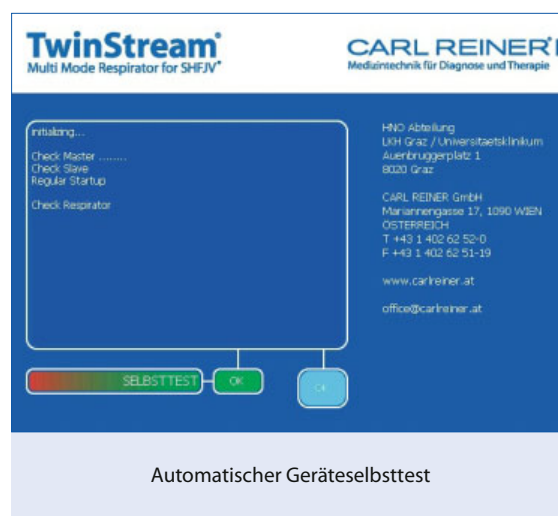 TwinStream*
Multi Mode Respirator for SHFJV*
CARL REINER
Medizintechnik für Diagnose und Therapie
initializing...
Check Master ........
Check Slave
Regular Startup
Check Respirator
HNO Abteilung
LKH Graz / Universitaetsklinikum
Auenbruggerplatz 1
8020 Graz
CARL REINER GmbH
Mariannengasse 17, 1090 WIEN
ÖSTERREICH
T +43 1 402 62 52-0
F +43 1 402 62 51-19
www.carlreiner.at
office@carlreiner.at
SELBSTTEST
OK
Automatischer Geräteselbsttest